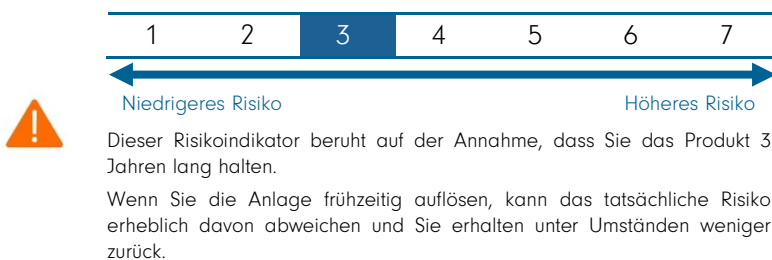 1 2 3 4 5 6 7
Niedrigeres Risiko Höheres Risiko
Dieser Risikoindikator beruht auf der Annahme, dass Sie das Produkt 3
Jahren lang halten.
Wenn Sie die Anlage frühzeitig auflösen, kann das tatsächliche Risiko
erheblich davon abweichen und Sie erhalten unter Umständen weniger
zurück.